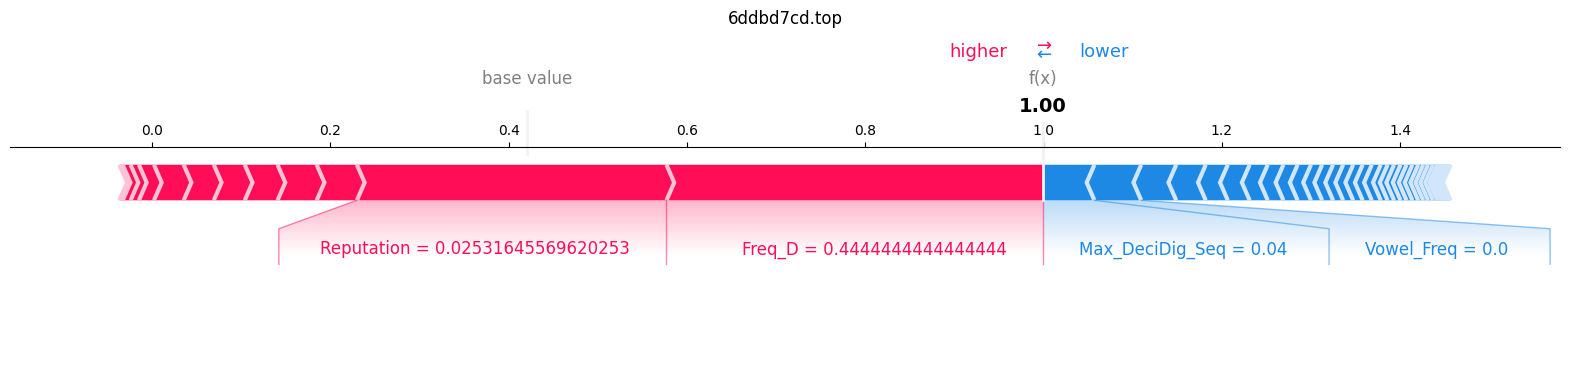 6ddbd7cd.top
higher → ← lower
base value f(x)
1.00
0.0 0.2 0.4 0.6 0.8 1.0 1.2 1.4
Reputation = 0.02531645569620253 Freq_D = 0.4444444444444444 Max_DeciDig_Seq = 0.04 Vowel_Freq = 0.0